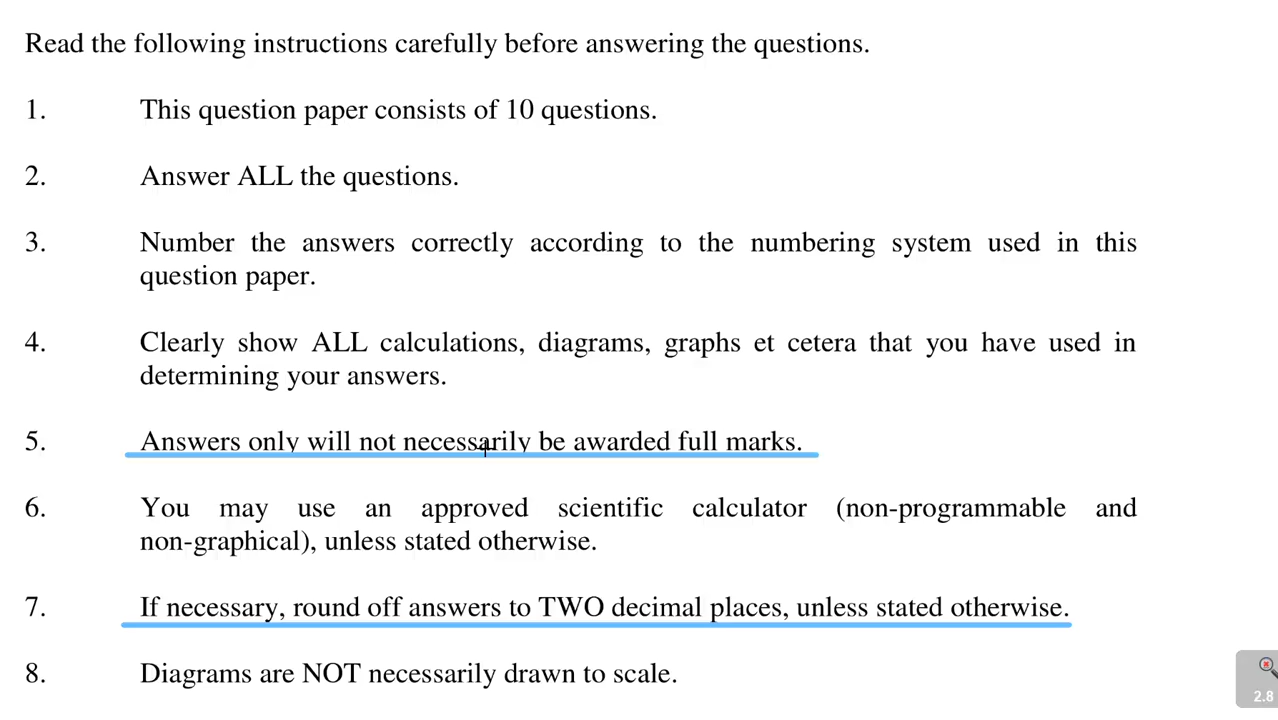 Read the following instructions carefully before answering the questions.
1. This question paper consists of 10 questions.
2. Answer ALL the questions.
3. Number the answers correctly according to the numbering system used in this
question paper.
4. Clearly show ALL calculations, diagrams, graphs et cetera that you have used in
determining your answers.
5. Answers only will not necessarily be awarded full marks.
6. You may use an approved scientific calculator (non-programmable and
non-graphical), unless stated otherwise.
7. If necessary, round off answers to TWO decimal places, unless stated otherwise.
8. Diagrams are NOT necessarily drawn to scale.
2.8